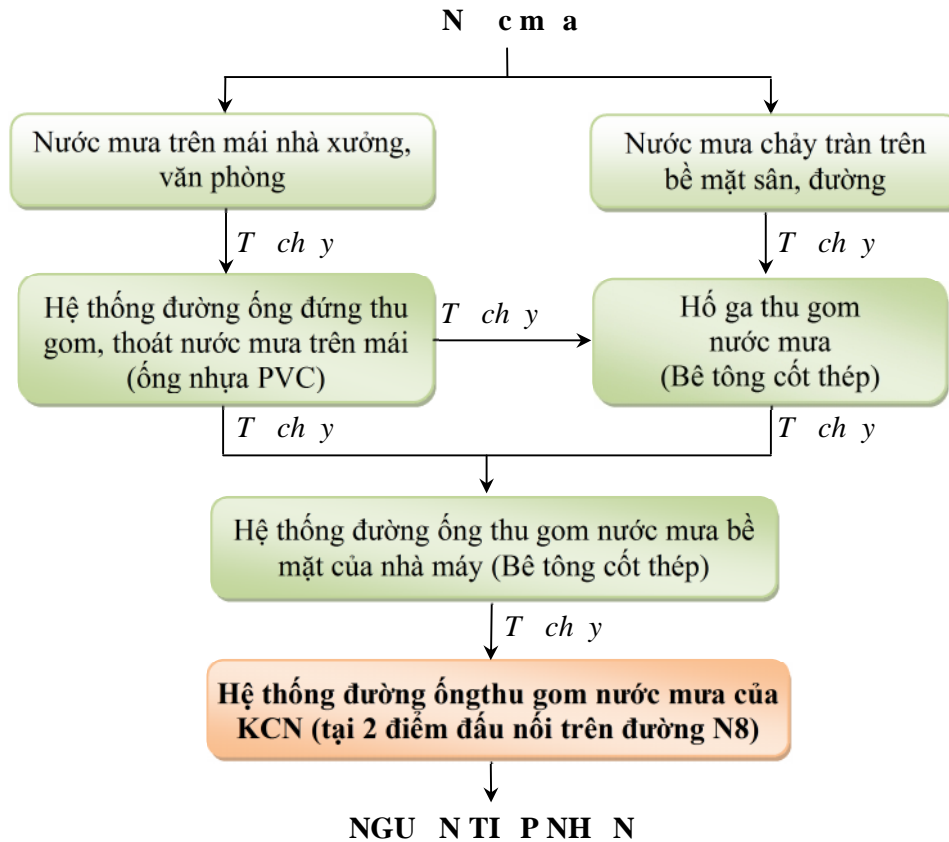 N c m a
Nước mưa trên mái nhà xưởng,
văn phòng
Nước mưa chảy tràn trên
bề mặt sân, đường
T ch y
T ch y
Hệ thống đường ống đứng thu
gom, thoát nước mưa trên mái
(ống nhựa PVC)
T ch y
Hố ga thu gom
nước mưa
(Bê tông cốt thép)
T ch y
T ch y
Hệ thống đường ống thu gom nước mưa bề
mặt của nhà máy (Bê tông cốt thép)
T ch y
Hệ thống đường ốngthu gom nước mưa của
KCN (tại 2 điểm đấu nối trên đường N8)
NGU N TI P NH N